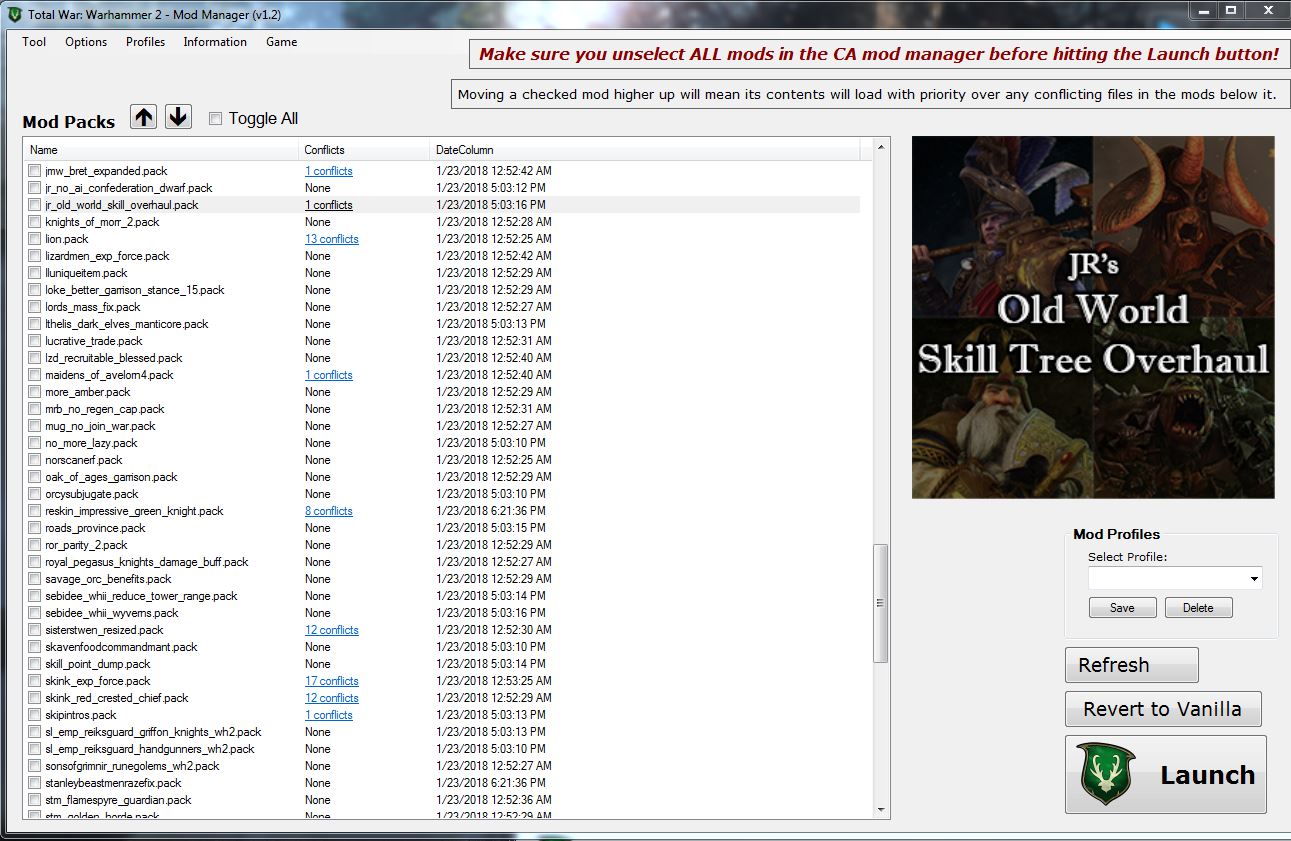 Total War: Warhammer 2 - Mod Manager (v1.2)
Tool Options Profiles Information Game
Make sure you unselect ALL mods in the CA mod manager before hitting the Launch button!
Moving a checked mod higher up will mean its contents will load with priority over any conflicting files in the mods below it.
Mod Packs Toggle All
Name Conflicts DateColumn
jmw_bret_expanded.pack 1 conflicts 1/23/2018 12:52:42 AM
jr_no_ai_confederation_dwarf.pack None 1/23/2018 5:03:12 PM
jr_old_world_skill_overhaul.pack 1 conflicts 1/23/2018 5:03:16 PM
knights_of_morr_2.pack None 1/23/2018 12:52:28 AM
lion.pack 13 conflicts 1/23/2018 12:52:25 AM
lizardmen_exp_force.pack None 1/23/2018 12:52:42 AM
lluniqueitem.pack None 1/23/2018 12:52:29 AM
loke_better_garrison_stance_15.pack None 1/23/2018 12:52:29 AM
lords_mass_fix.pack None 1/23/2018 12:52:27 AM
lthelis_dark_elves_manticore.pack None 1/23/2018 5:03:13 PM
lucrative_trade.pack None 1/23/2018 12:52:31 AM
lzd_recruitable_blessed.pack None 1/23/2018 12:52:40 AM
maidens_of_avelorn4.pack 1 conflicts 1/23/2018 12:52:40 AM
more_amber.pack None 1/23/2018 12:52:29 AM
mrb_no_regen_cap.pack None 1/23/2018 12:52:31 AM
mug_no_join_war.pack None 1/23/2018 12:52:27 AM
no_more_lazy.pack None 1/23/2018 5:03:10 PM
norscanerf.pack None 1/23/2018 12:52:25 AM
oak_of_ages_garrison.pack None 1/23/2018 12:52:29 AM
orcysubjugate.pack None 1/23/2018 5:03:10 PM
reskin_impressive_green_knight.pack 8 conflicts 1/23/2018 6:21:36 PM
roads_province.pack None 1/23/2018 5:03:15 PM
ror_parity_2.pack None 1/23/2018 12:52:29 AM
royal_pegasus_knights_damage_buff.pack None 1/23/2018 12:52:27 AM
savage_orc_benefits.pack None 1/23/2018 12:52:29 AM
sebidee_whii_reduce_tower_range.pack None 1/23/2018 5:03:14 PM
sebidee_whii_wyverns.pack None 1/23/2018 5:03:16 PM
sisterstwen_resized.pack 12 conflicts 1/23/2018 12:52:30 AM
skavenfoodcommandmant.pack None 1/23/2018 5:03:10 PM
skill_point_dump.pack None 1/23/2018 5:03:14 PM
skink_exp_force.pack 17 conflicts 1/23/2018 12:53:25 AM
skink_red_crested_chief.pack 12 conflicts 1/23/2018 12:52:29 AM
skipintros.pack 1 conflicts 1/23/2018 5:03:13 PM
sl_emp_reiksguard_griffon_knights_wh2.pack None 1/23/2018 5:03:13 PM
sl_emp_reiksguard_handgunners_wh2.pack None 1/23/2018 5:03:10 PM
sonsofgrimnir_runegolems_wh2.pack None 1/23/2018 12:52:27 AM
stanleybeastmenrazefix.pack None 1/23/2018 6:21:36 PM
stm_flamespyre_guardian.pack None 1/23/2018 12:52:36 AM
stm_golden_horde.pack None 1/23/2018 12:52:29 AM
JR's
Old World
Skill Tree Overhaul
Mod Profiles
Select Profile:
Save Delete
Refresh
Revert to Vanilla
Launch